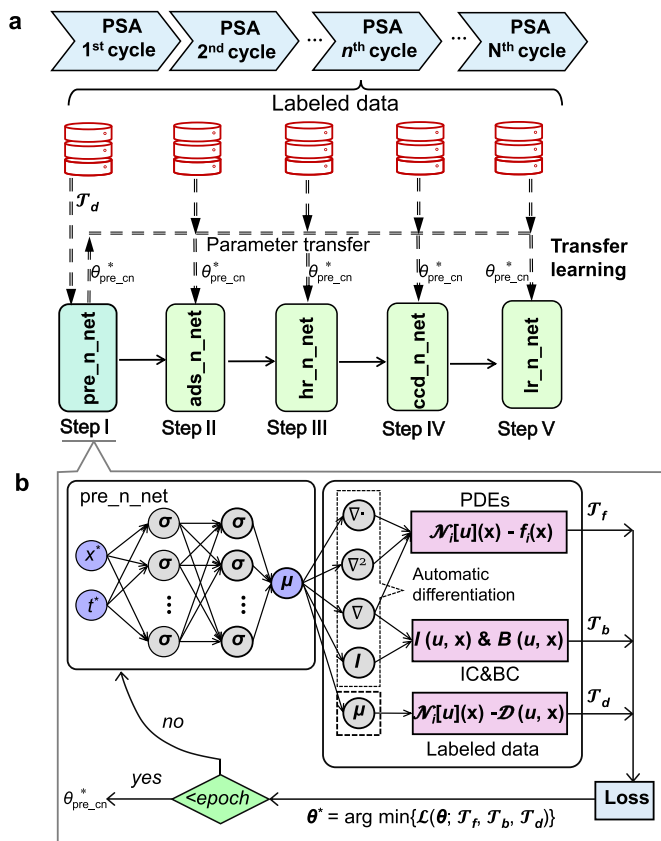 a
PSA 1st cycle
PSA 2nd cycle
...
PSA nth cycle
...
PSA Nth cycle
Labeled data
𝒯d
Parameter transfer
Transfer learning
θ*pre_cn
θ*pre_cn
θ*pre_cn
θ*pre_cn
θ*pre_cn
pre_n_net
ads_n_net
hr_n_net
ccd_n_net
lr_n_net
Step I
Step II
Step III
Step IV
Step V
b
pre_n_net
x*
t*
σ
σ
⋮
σ
σ
σ
⋮
σ
μ
∇·
∇²
∇
I
μ
Automatic differentiation
PDEs
𝒩i[u](x) - fi(x)
𝒯f
I (u, x) & B (u, x)
IC&BC
𝒯b
𝒩i[u](x) -𝒟 (u, x)
Labeled data
𝒯d
no
yes
<epoch
θ*pre_cn
θ* = arg min{ℒ(θ; 𝒯f, 𝒯b, 𝒯d)}
Loss